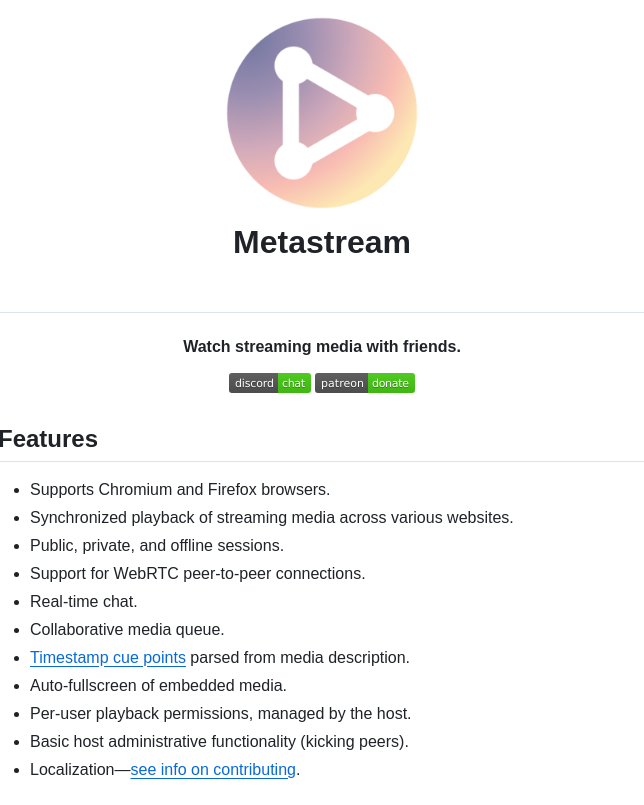 Metastream
Watch streaming media with friends.
discord chat patreon donate
Features
Supports Chromium and Firefox browsers.
Synchronized playback of streaming media across various websites.
Public, private, and offline sessions.
Support for WebRTC peer-to-peer connections.
Real-time chat.
Collaborative media queue.
Timestamp cue points parsed from media description.
Auto-fullscreen of embedded media.
Per-user playback permissions, managed by the host.
Basic host administrative functionality (kicking peers).
Localization—see info on contributing.